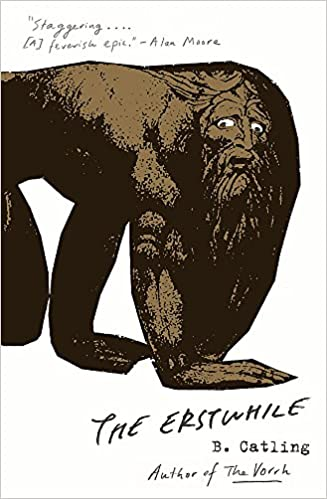 "Staggering....
[A] feverish epic." – Alan Moore
THE ERSTWHILE
B. Catling
Author of The Vorrh